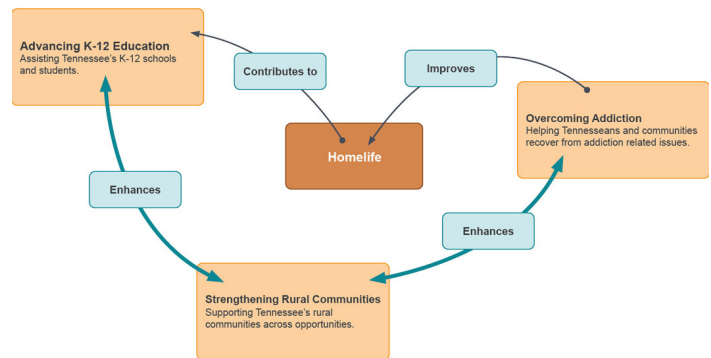 Advancing K-12 Education
Assisting Tennessee's K-12 schools
and students.
Contributes to
Improves
Overcoming Addiction
Helping Tennesseans and communities
recover from addiction related issues.
Homelife
Enhances
Enhances
Strengthening Rural Communities
Supporting Tennessee's rural
communities across opportunities.